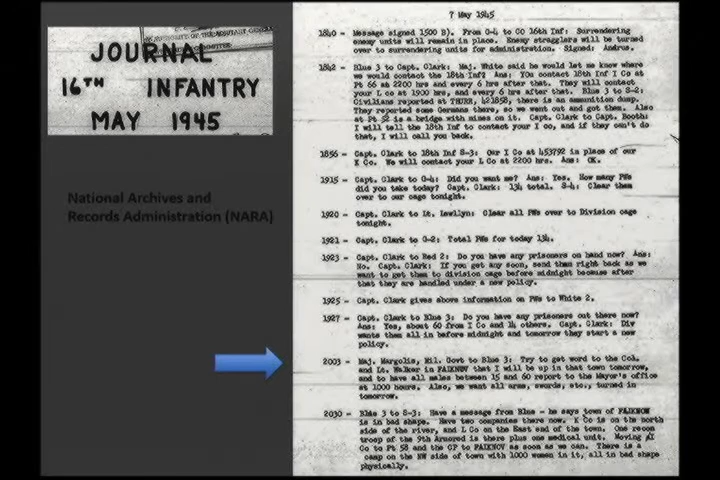 JOURNAL
16TH INFANTRY
MAY 1945
National Archives and
Records Administration (NARA)
7 May 1945
1840 - Message signed 1500 B). From G-4 to CO 16th Inf: Surrendering
enemy units will remain in place. Enemy stragglers will be turned
over to surrendering units for administration. Signed: Andrus.
1842 - Blue 3 to Capt. Clark: Maj. White said he would let me know where
we would contact the 18th Inf? Ans: You contact 18th Inf I Co at
Pt 66 at 2200 hrs and every 6 hrs after that. They will contact
your L co at 1900 hrs, and every 6 hrs after that. Blue 3 to S-2:
Civilians reported at 421858, there is an ammunition dump.
They reported some Germans there, so we went out and got them. Also
at Pt 52 is a bridge with mines on it. Capt. Clark to Capt. Booth:
I will tell the 18th Inf to contact your I co, and if they can't do
that, I will call you back.
1856 - Capt. Clark to 18th Inf S-3: Our I Co at 453792 in place of our
K Co. We will contact your L Co at 2200 hrs. Ans: OK.
1915 - Capt. Clark to G-4: Did you want me? Ans: Yes. How many PWs
did you take today? Capt. Clark: 134 total. S-4: Clear them
over to our cage tonight.
1920 - Capt. Clark to Lt. Lewllyn: Clear all PWs over to Division cage
tonight.
1921 - Capt. Clark to G-2: Total PWs for today 134.
1923 - Capt. Clark to Red 2: Do you have any prisoners on hand now? Ans:
No. Capt. Clark: If you get any soon, send them right back as we
want to get them to division cage before midnight because after
that they are handled under a new policy.
1925 - Capt. Clark gives above information on PWs to White 2.
1927 - Capt. Clark to Blue 3: Do you have any prisoners out there now?
Ans: Yes, about 60 from I Co and 14 others. Capt. Clark: Div
wants them all in before midnight and tomorrow they start a new
policy.
2003 - Maj. Margolis, Mil. Govt to Blue 3: Try to get word to the Col.
and Lt. Walker in FALKNOV that I will be up in that town tomorrow,
and to have all males between 15 and 60 report to the Mayor's office
at 1000 hours. Also, we want all arms, swords, etc., turned in
tomorrow.
2030 - Blue 3 to S-3: Have a message from Blue - he says town of FALKNOV
is in bad shape. Have two companies there now. K Co is on the north
side of the river, and L Co on the East end of the town. One recon
troop of the 9th Armored is there plus one medical unit. Moving
Co to Pt 58 and the CP to FALKNOV as soon as we can. There is a
camp on the NW side of town with 1000 women in it, all in bad shape
physically.